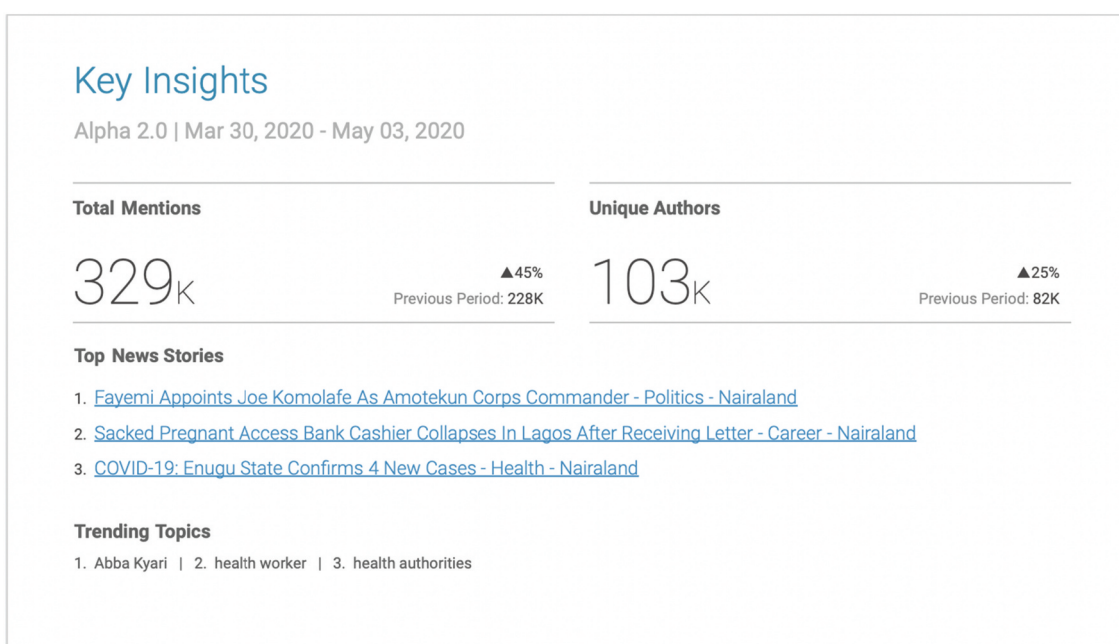 Key Insights
Alpha 2.0 | Mar 30, 2020 - May 03, 2020
Total Mentions
329K
▲45%
Previous Period: 228K
Unique Authors
103K
▲25%
Previous Period: 82K
Top News Stories
1. Fayemi Appoints Joe Komolafe As Amotekun Corps Commander - Politics - Nairaland
2. Sacked Pregnant Access Bank Cashier Collapses In Lagos After Receiving Letter - Career - Nairaland
3. COVID-19: Enugu State Confirms 4 New Cases - Health - Nairaland
Trending Topics
1. Abba Kyari | 2. health worker | 3. health authorities